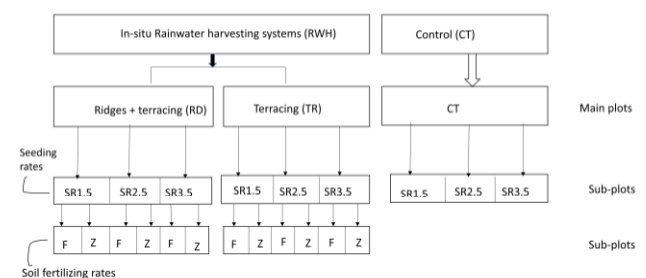 In-situ Rainwater harvesting systems (RWH) Control (CT)
Ridges + terracing (RD) Terracing (TR) CT Main plots
Seeding
rates
SR1.5 SR2.5 SR3.5 SR1.5 SR2.5 SR3.5 SR1.5 SR2.5 SR3.5 Sub-plots
F Z F Z F Z F Z F Z F Z Sub-plots
Soil fertilizing rates